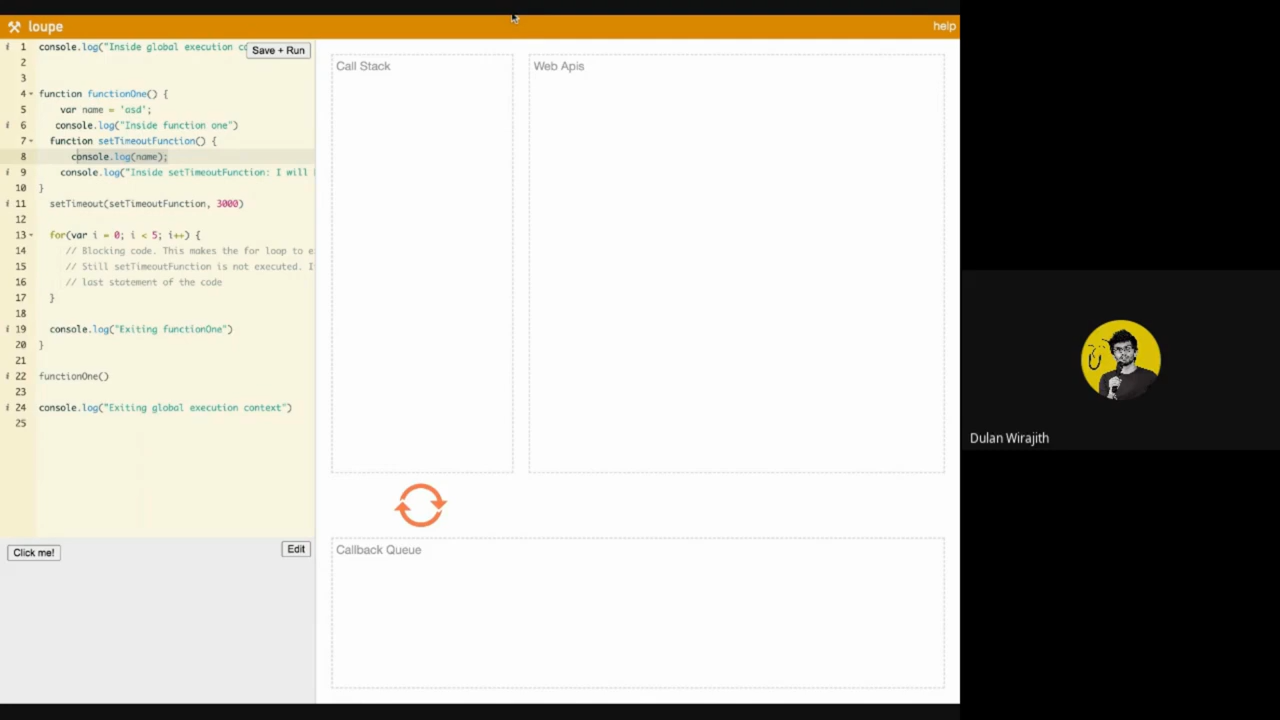 loupe
help
1 console.log("Inside global execution co
Save + Run
2
3
4 function functionOne() {
5 var name = 'asd';
6 console.log("Inside function one")
7 function setTimeoutFunction() {
8 console.log(name);
9 console.log("Inside setTimeoutFunction: I will
10 }
11 setTimeout(setTimeoutFunction, 3000)
12
13 for(var i = 0; i < 5; i++) {
14 // Blocking code. This makes the for loop to e
15 // Still setTimeoutFunction is not executed. I
16 // last statement of the code
17 }
18
19 console.log("Exiting functionOne")
20 }
21
22 functionOne()
23
24 console.log("Exiting global execution context")
25
Click me!
Edit
Call Stack
Web Apis
Callback Queue
Dulan Wirajith